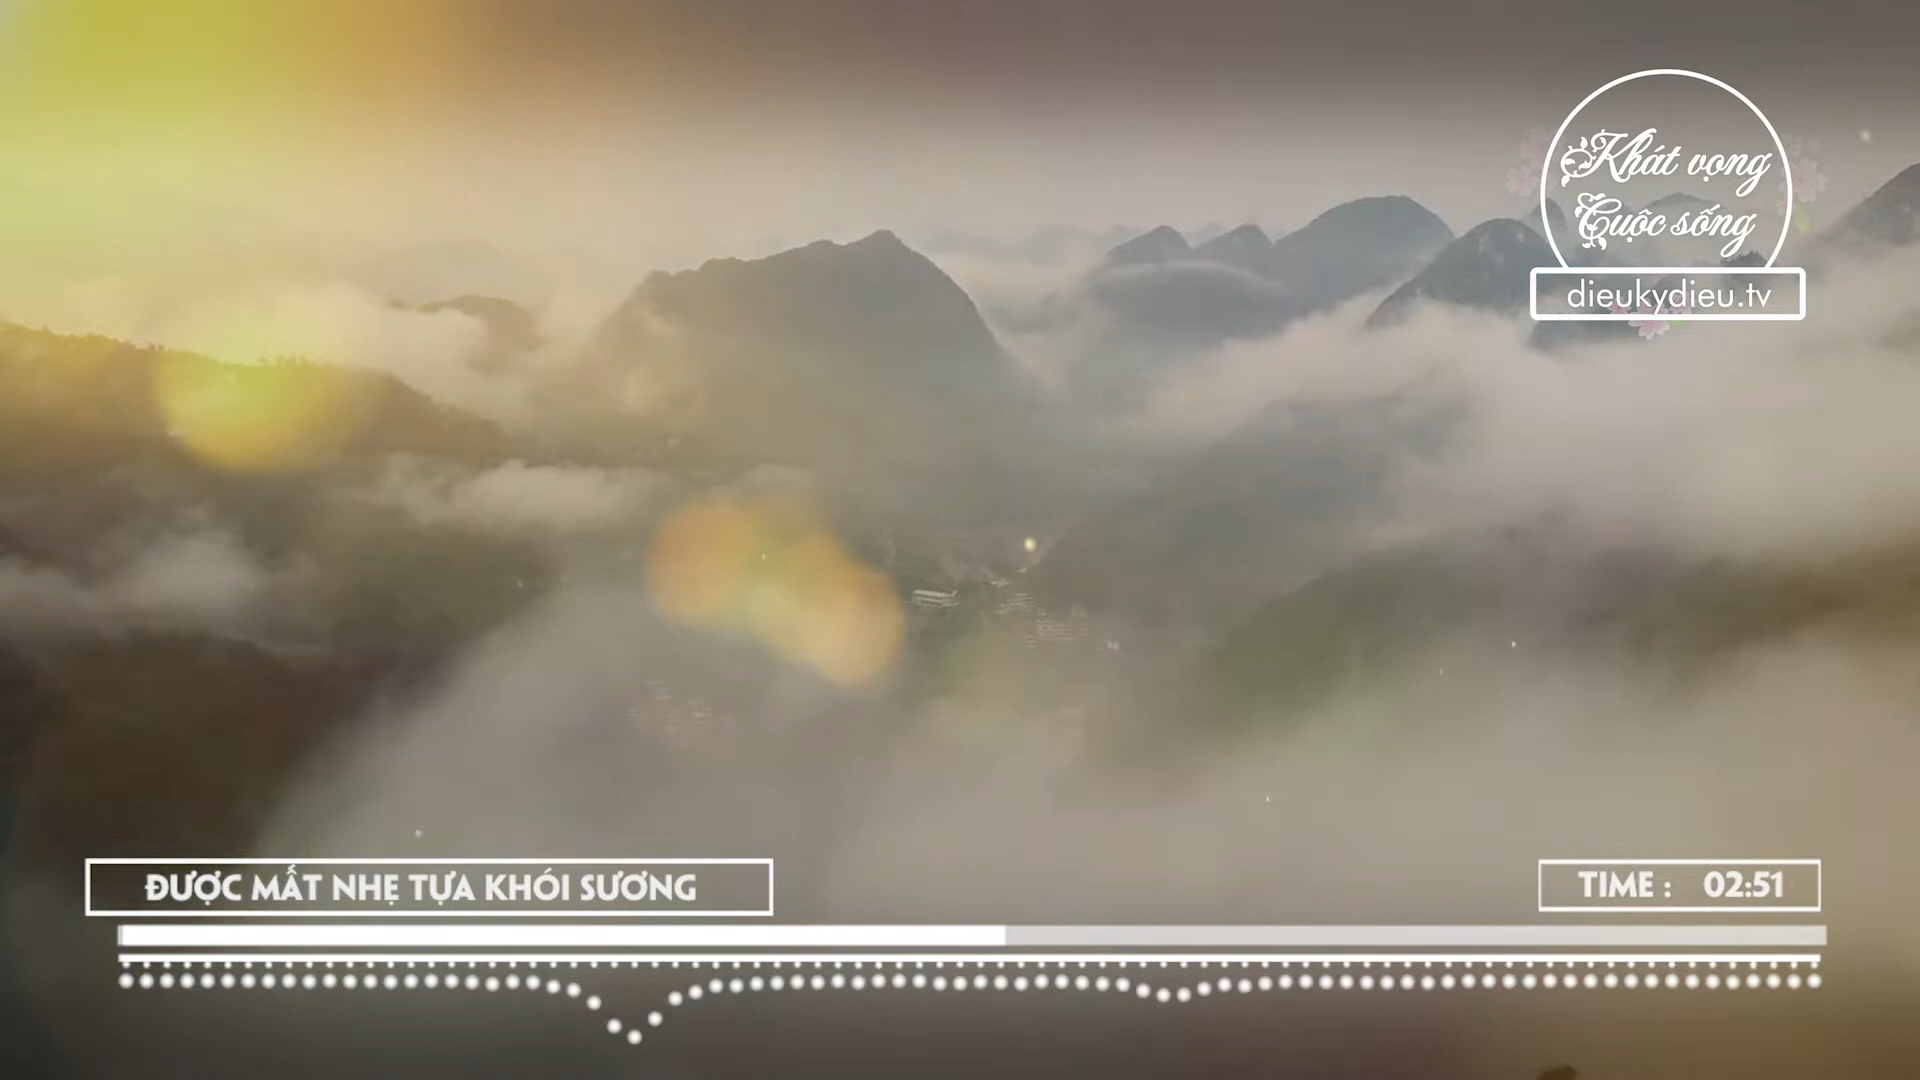 Khát vọng
Cuộc sống
dieukydieu.tv
ĐƯỢC MẤT NHẸ TỰA KHÓI SƯƠNG
TIME : 02:51